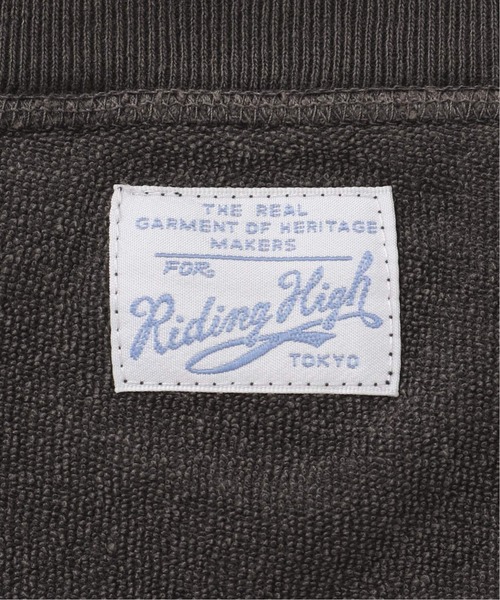 THE REAL
GARMENT OF HERITAGE
MAKERS
FOR
Riding High
TOKYO